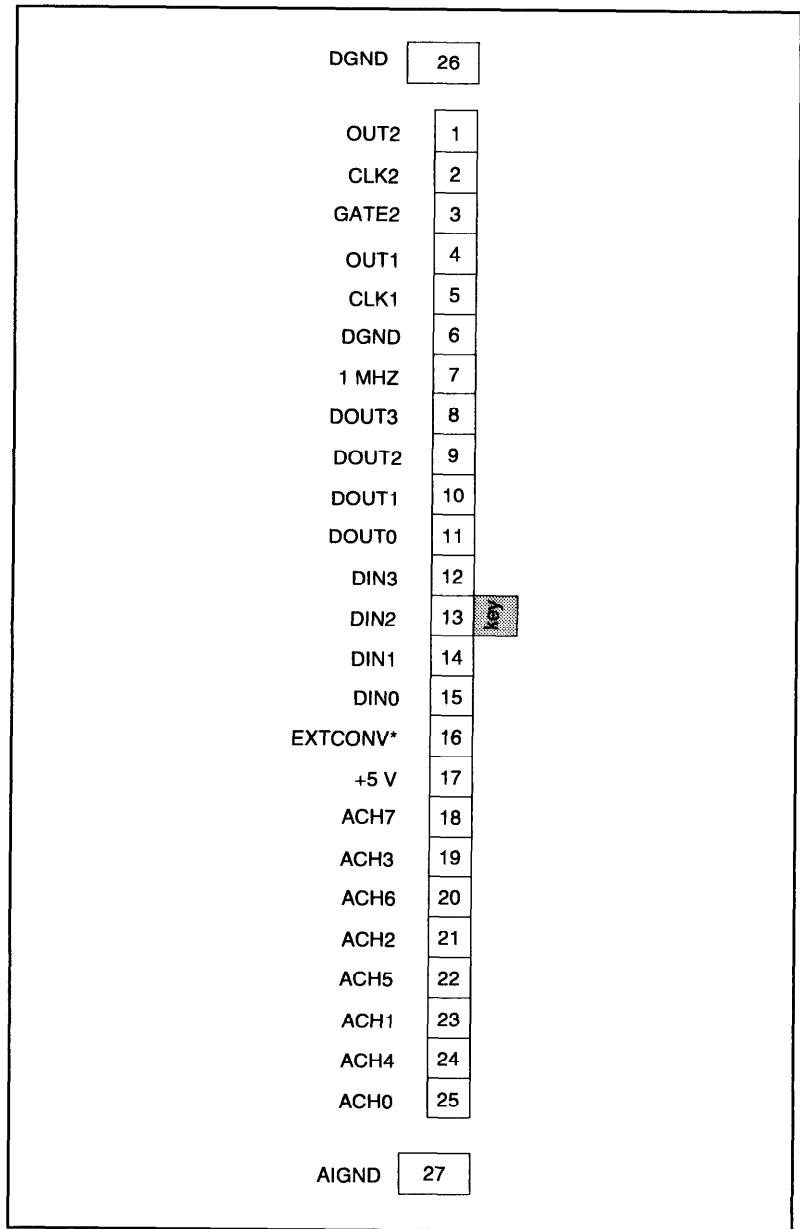 DGND 26
OUT2 1
CLK2 2
GATE2 3
OUT1 4
CLK1 5
DGND 6
1 MHZ 7
DOUT3 8
DOUT2 9
DOUT1 10
DOUT0 11
DIN3 12
DIN2 13 key
DIN1 14
DIN0 15
EXTCONV* 16
+5 V 17
ACH7 18
ACH3 19
ACH6 20
ACH2 21
ACH5 22
ACH1 23
ACH4 24
ACH0 25
AIGND 27